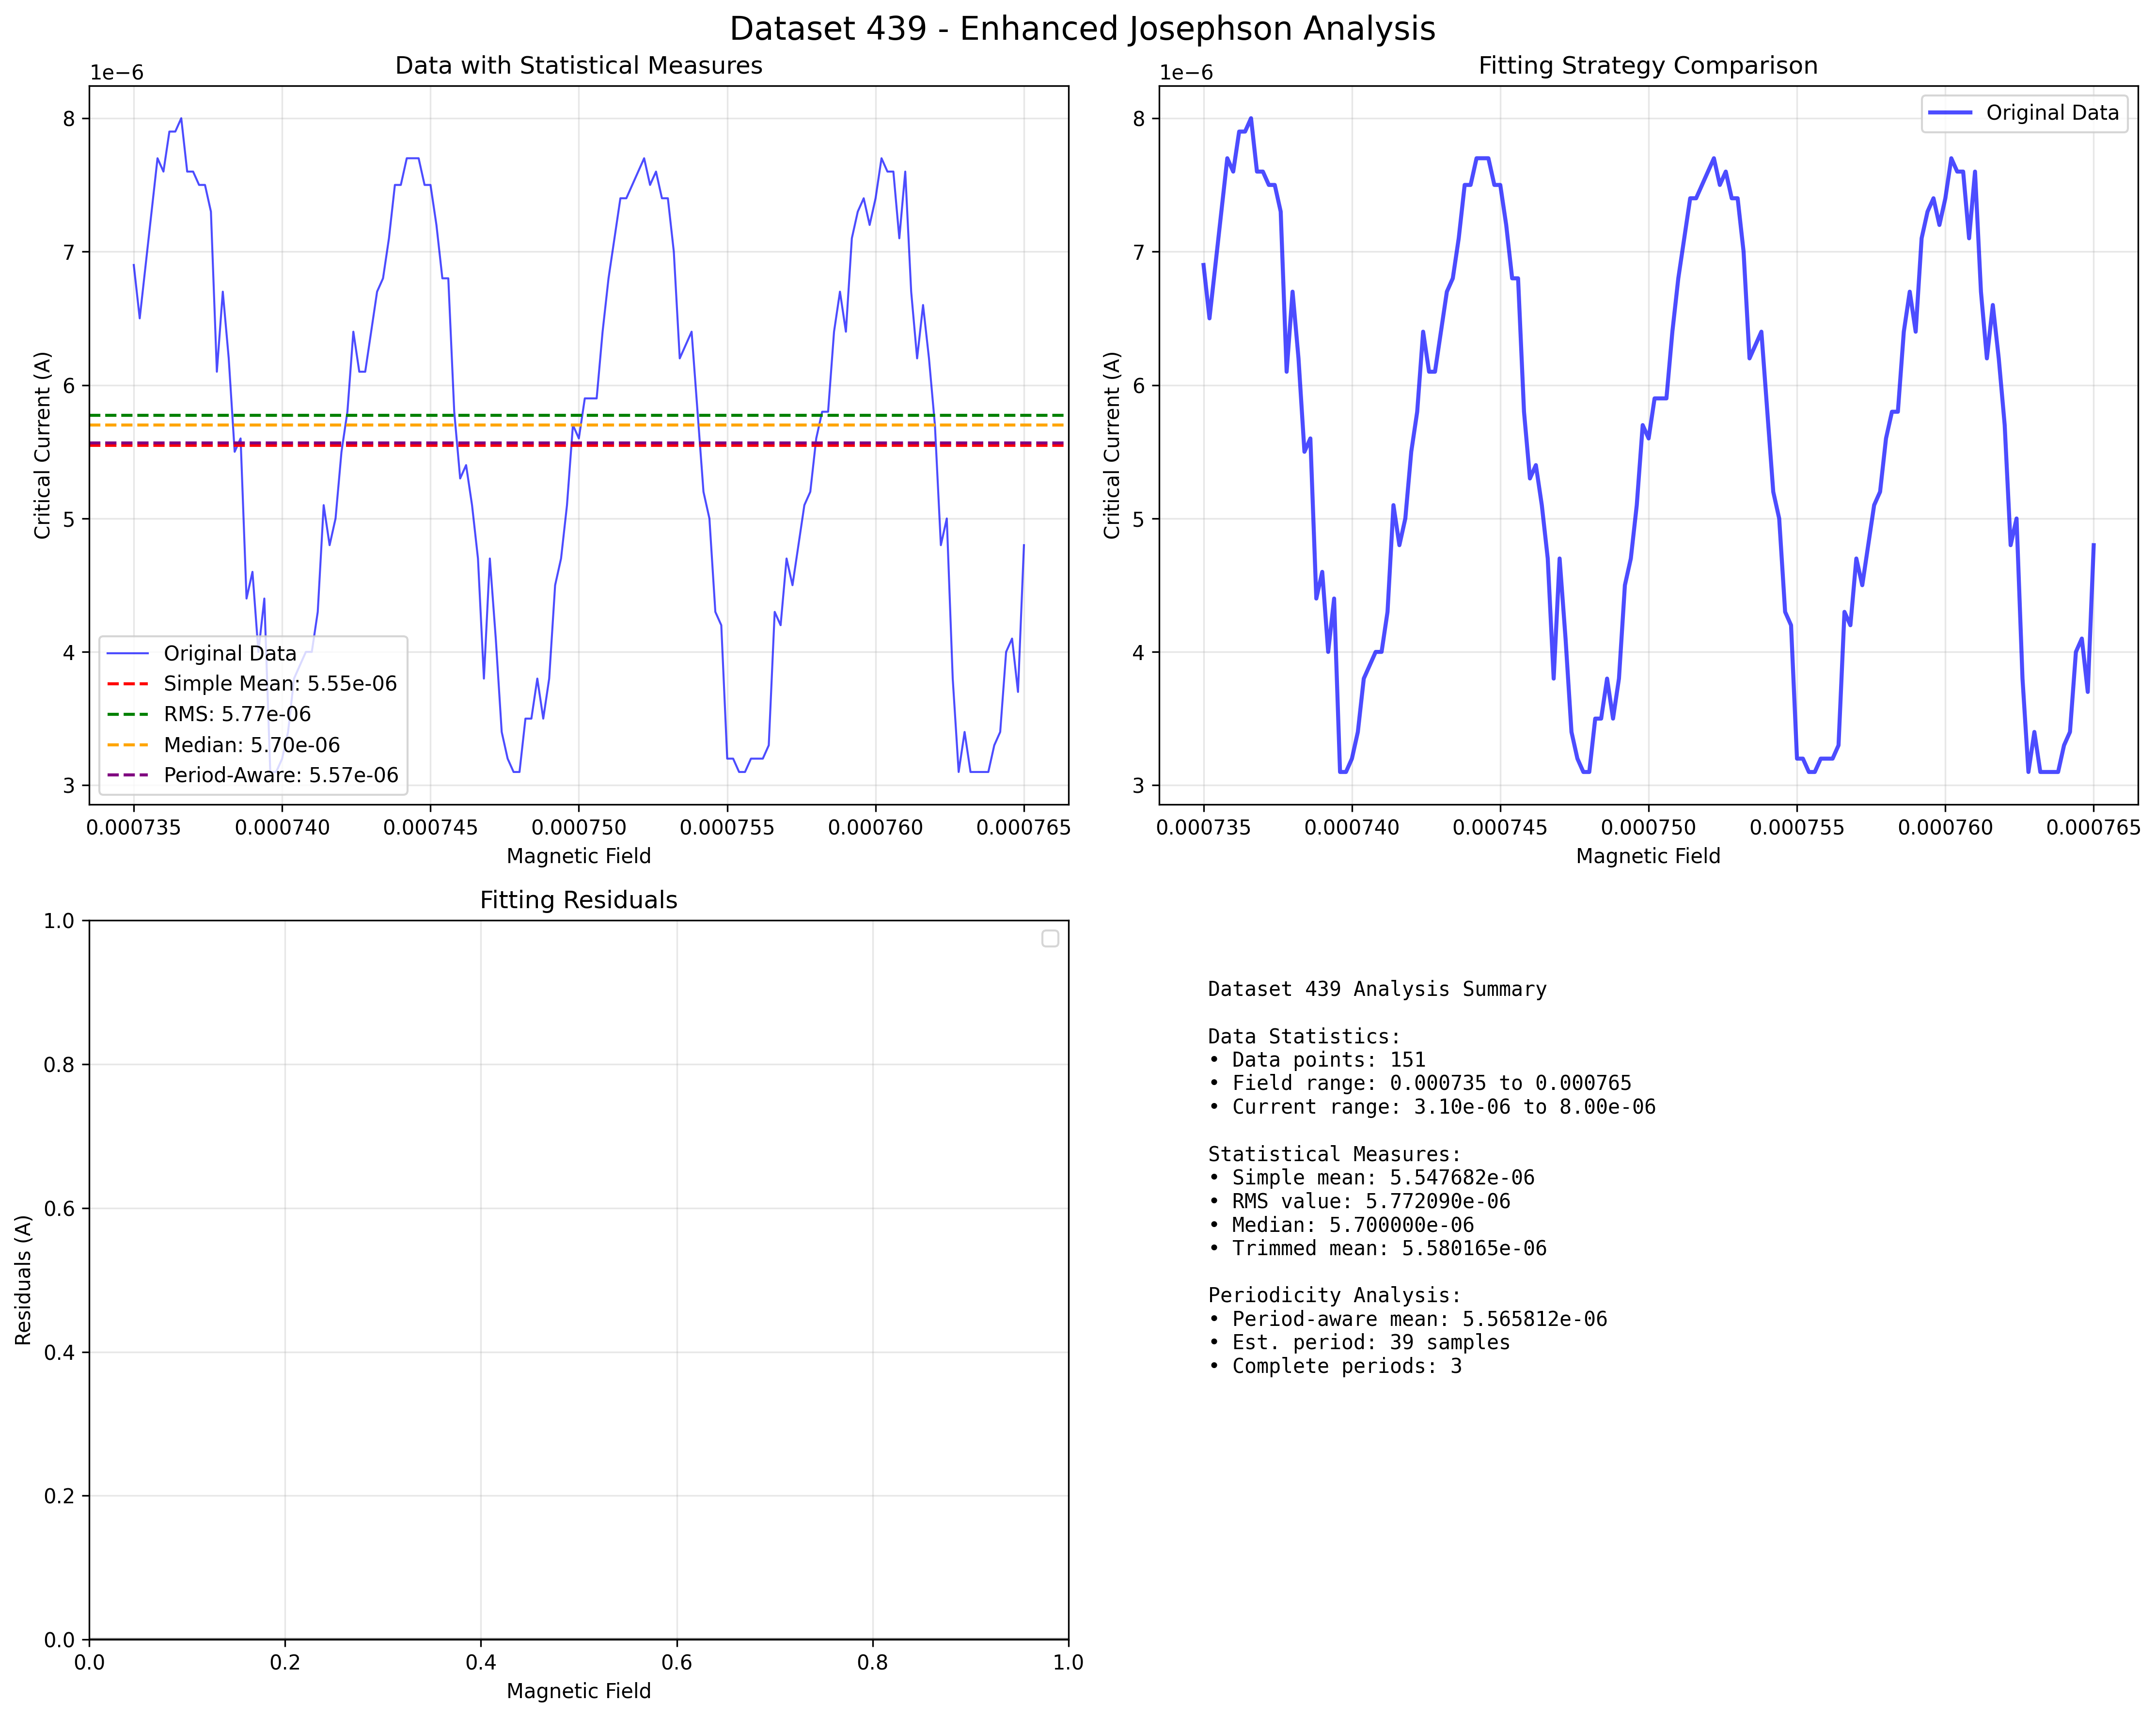 Dataset 439 - Enhanced Josephson Analysis
Data with Statistical Measures
1e−6
Critical Current (A)
8
7
6
5
4
3
Original Data
Simple Mean: 5.55e-06
RMS: 5.77e-06
Median: 5.70e-06
Period-Aware: 5.57e-06
0.000735 0.000740 0.000745 0.000750 0.000755 0.000760 0.000765
Magnetic Field
Fitting Strategy Comparison
1e−6
Original Data
Critical Current (A)
8
7
6
5
4
3
0.000735 0.000740 0.000745 0.000750 0.000755 0.000760 0.000765
Magnetic Field
Fitting Residuals
Residuals (A)
1.0
0.8
0.6
0.4
0.2
0.0
0.0 0.2 0.4 0.6 0.8 1.0
Magnetic Field
Dataset 439 Analysis Summary
Data Statistics:
• Data points: 151
• Field range: 0.000735 to 0.000765
• Current range: 3.10e-06 to 8.00e-06
Statistical Measures:
• Simple mean: 5.547682e-06
• RMS value: 5.772090e-06
• Median: 5.700000e-06
• Trimmed mean: 5.580165e-06
Periodicity Analysis:
• Period-aware mean: 5.565812e-06
• Est. period: 39 samples
• Complete periods: 3